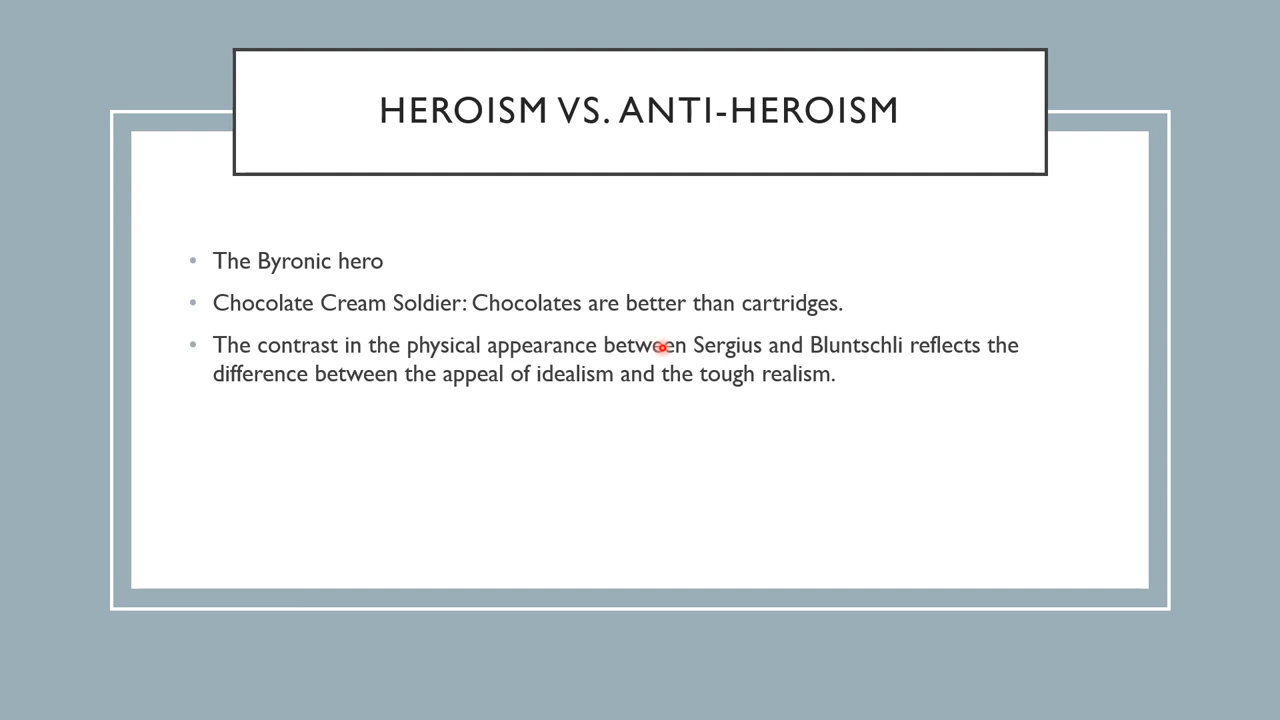 HEROISM VS. ANTI-HEROISM
• The Byronic hero
• Chocolate Cream Soldier: Chocolates are better than cartridges.
• The contrast in the physical appearance between Sergius and Bluntschli reflects the
difference between the appeal of idealism and the tough realism.